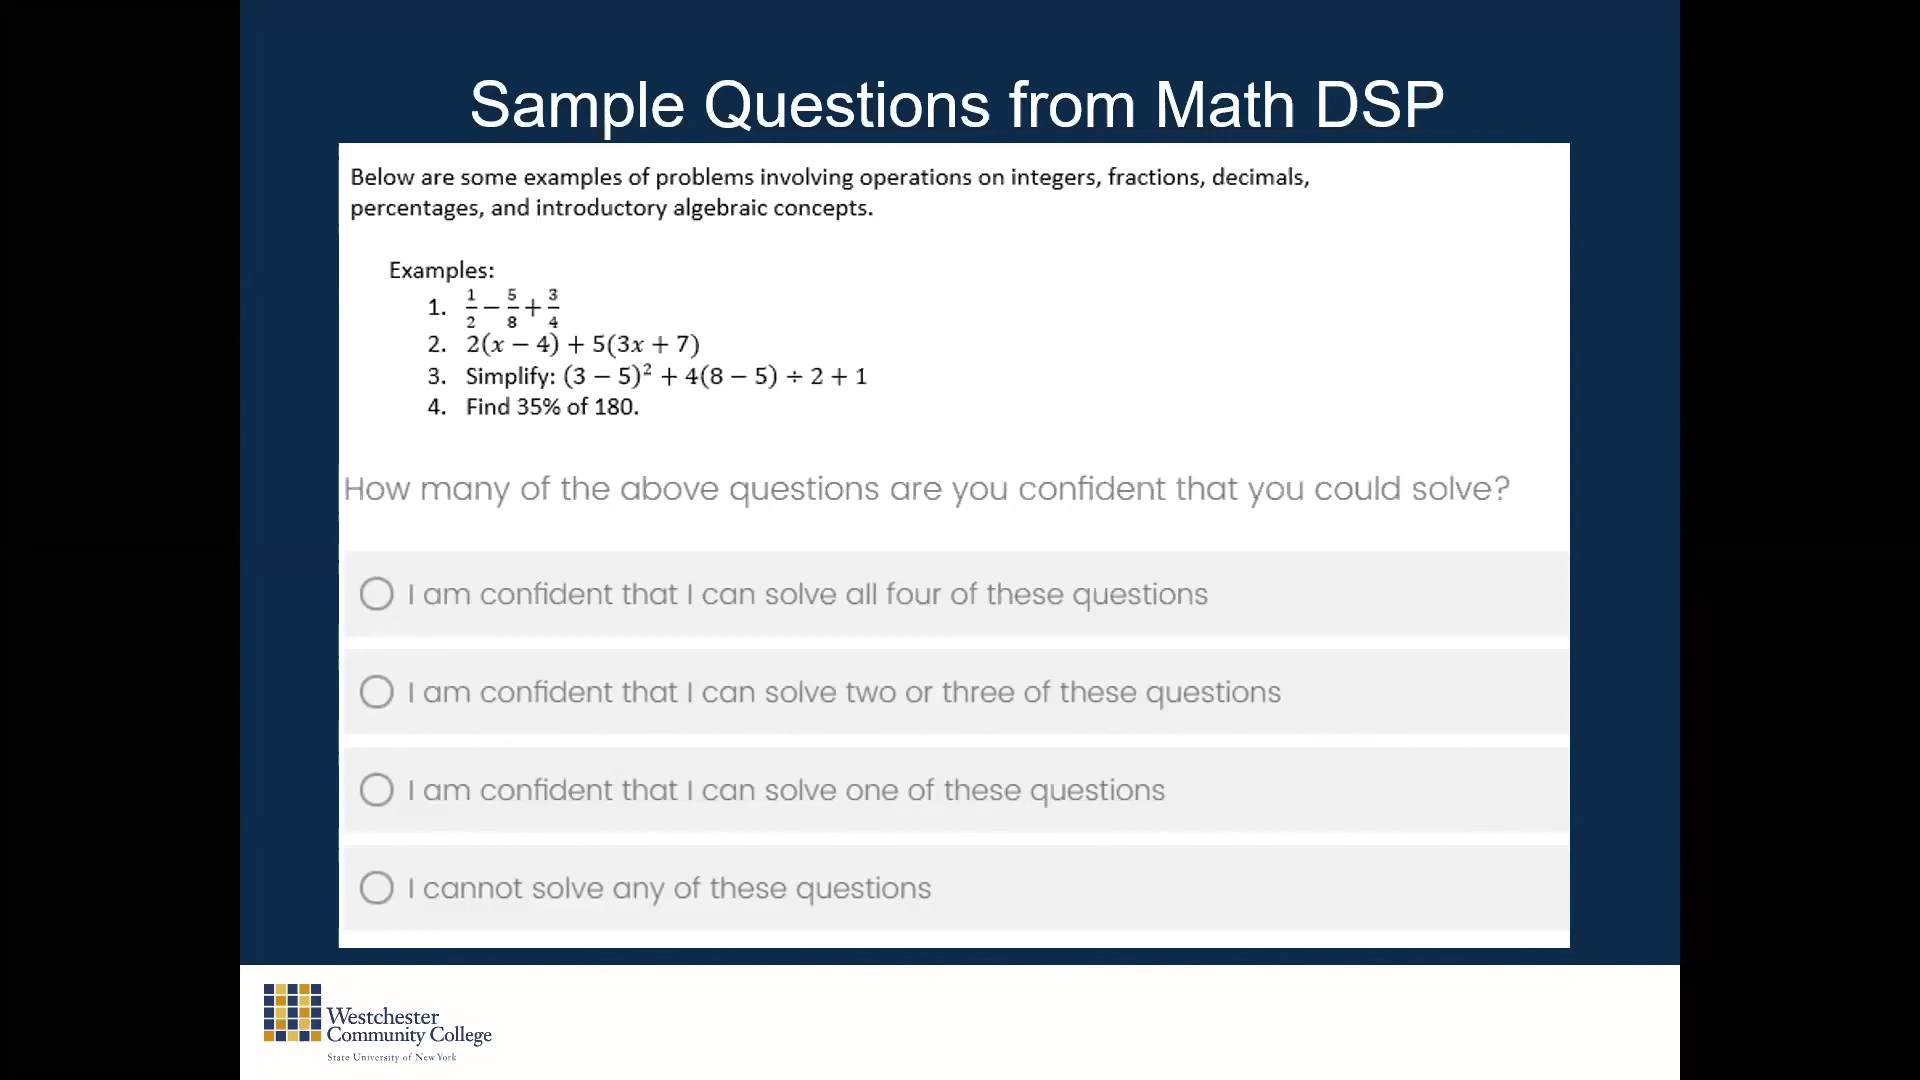 Sample Questions from Math DSP
Below are some examples of problems involving operations on integers, fractions, decimals,
percentages, and introductory algebraic concepts.
Examples:
1. 1/2 − 5/8 + 3/4
2. 2(x − 4) + 5(3x + 7)
3. Simplify: (3 − 5)² + 4(8 − 5) ÷ 2 + 1
4. Find 35% of 180.
How many of the above questions are you confident that you could solve?
I am confident that I can solve all four of these questions
I am confident that I can solve two or three of these questions
I am confident that I can solve one of these questions
I cannot solve any of these questions
Westchester
Community College
State University of New York